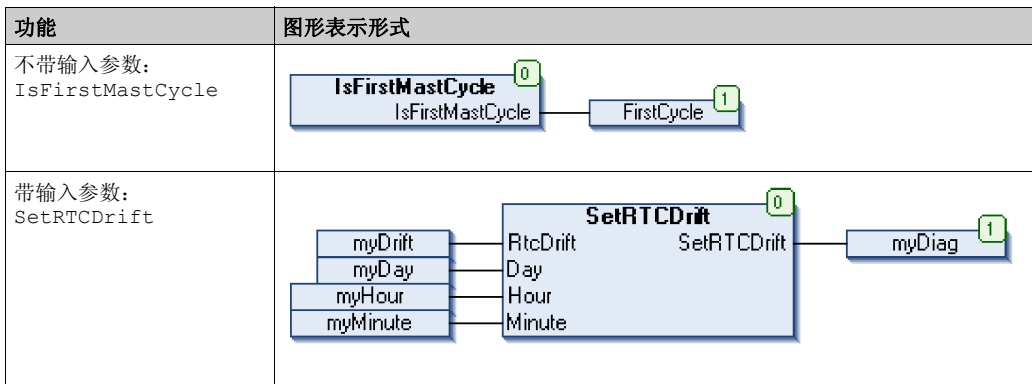 功能 图形表示形式
不带输入参数：
IsFirstMastCycle
0
IsFirstMastCycle
IsFirstMastCycle
FirstCycle
1
带输入参数：
SetRTCDrift
0
SetRTCDrift
myDrift RtcDrift SetRTCDrift myDiag 1
myDay Day
myHour Hour
myMinute Minute